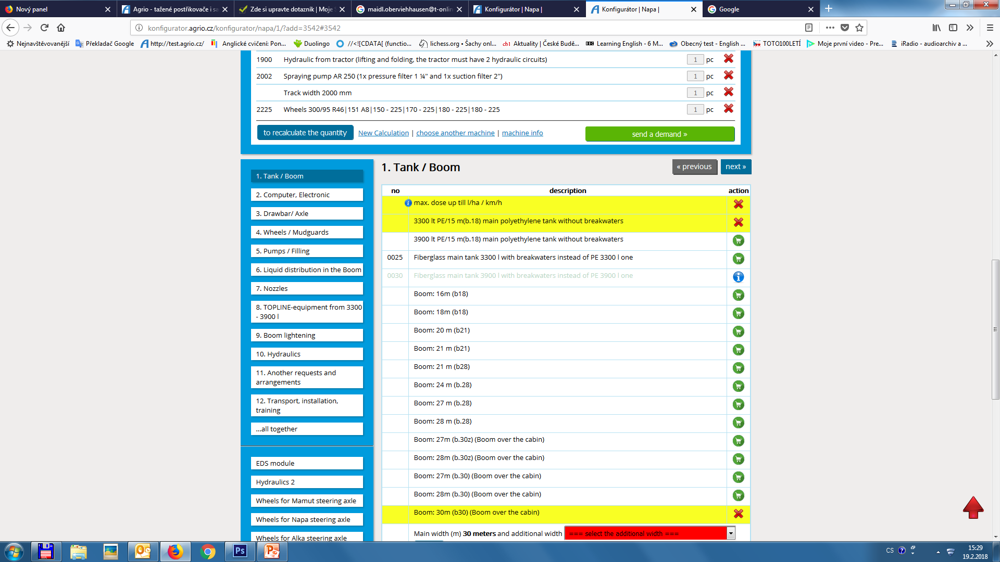 Nový panel
Agrio - tažené postřikovače i sa
Zde si upravte dotazník | Moje S
maidl.oberviehhausen@t-onlin
Konfigurátor | Napa |
Konfigurátor | Napa |
Google
konfigurator.agrio.cz/konfigurator/napa/1/?add=3542#3542
Nejnavštěvovanější
Překladač Google
http://test.agrio.cz/
Anglické cvičení: Pon...
Duolingo
//<![CDATA[ (functio...
lichess.org • Šachy onl...
Aktuality | České Budě...
Learning English - 6 M...
Obecný test - English ...
TOTO100LETÍ
Moje první video - Pre...
iRadio - audioarchiv a ...
1900 Hydraulic from tractor (lifting and folding, the tractor must have 2 hydraulic circuits) 1 pc
2002 Spraying pump AR 250 (1x pressure filter 1 ¼" and 1x suction filter 2") 1 pc
Track width 2000 mm 1 pc
2225 Wheels 300/95 R46|151 A8|150 - 225|170 - 225|180 - 225|180 - 225 1 pc
to recalculate the quantity New Calculation | choose another machine | machine info send a demand »
1. Tank / Boom
2. Computer, Electronic
3. Drawbar/ Axle
4. Wheels / Mudguards
5. Pumps / Filling
6. Liquid distribution in the Boom
7. Nozzles
8. TOPLINE-equipment from 3300
- 3900 l
9. Boom lightening
10. Hydraulics
11. Another requests and
arrangements
12. Transport, installation,
training
...all together
EDS module
Hydraulics 2
Wheels for Mamut steering axle
Wheels for Napa steering axle
Wheels for Alka steering axle
1. Tank / Boom
« previous next »
no description action
max. dose up till l/ha / km/h
3300 lt PE/15 m(b.18) main polyethylene tank without breakwaters
3900 lt PE/15 m(b.18) main polyethylene tank without breakwaters
0025 Fiberglass main tank 3300 l with breakwaters instead of PE 3300 l one
0030 Fiberglass main tank 3900 l with breakwaters instead of PE 3900 l one
Boom: 16m (b18)
Boom: 18m (b18)
Boom: 20 m (b21)
Boom: 21 m (b21)
Boom: 21 m (b28)
Boom: 24 m (b.28)
Boom: 27 m (b.28)
Boom: 28 m (b.28)
Boom: 27m (b.30z) (Boom over the cabin)
Boom: 28m (b.30z) (Boom over the cabin)
Boom: 27m (b.30) (Boom over the cabin)
Boom: 28m (b.30) (Boom over the cabin)
Boom: 30m (b30) (Boom over the cabin)
Main width (m) 30 meters and additional width === select the additional width ===
CS
15:29
19.2.2018